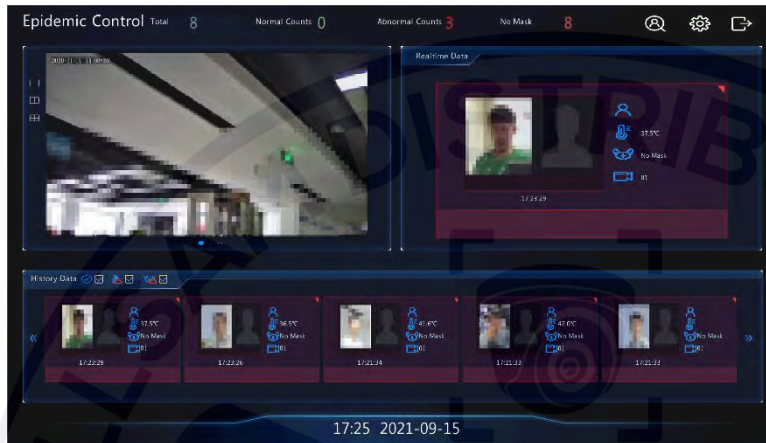 Epidemic Control Total 8 Normal Counts 0 Abnormal Counts 3 No Mask 8
Realtime Data
37.5℃
No Mask
01
17:23:29
History Data
37.5℃
No Mask
01
17:23:29
36.5℃
No Mask
01
17:23:26
41.6℃
No Mask
01
17:21:34
42.0℃
No Mask
01
17:21:33
No Mask
01
17:21:33
17:25 2021-09-15
DISTRIB